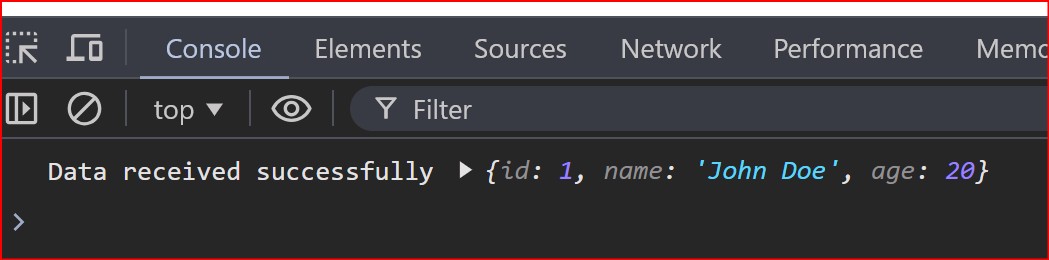 Console Elements Sources Network Performance Memo
top Filter
Data received successfully {id: 1, name: 'John Doe', age: 20}